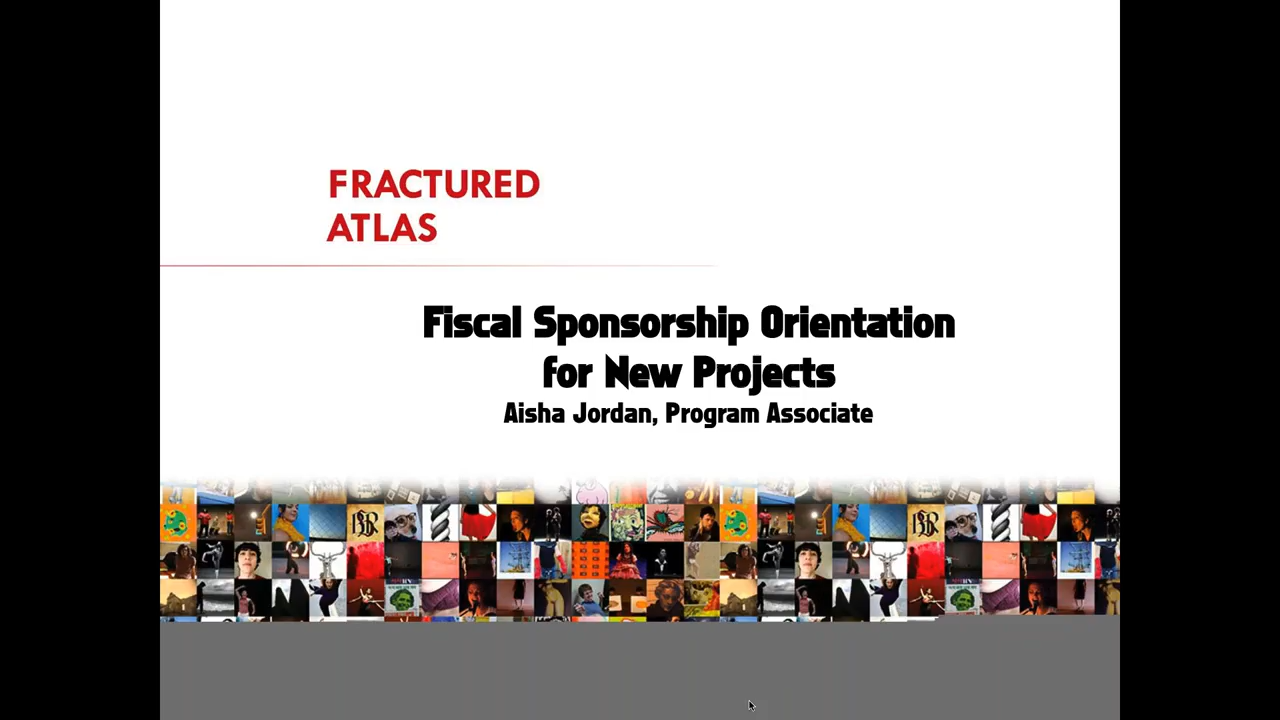 FRACTURED
ATLAS
Fiscal Sponsorship Orientation
for New Projects
Aisha Jordan, Program Associate